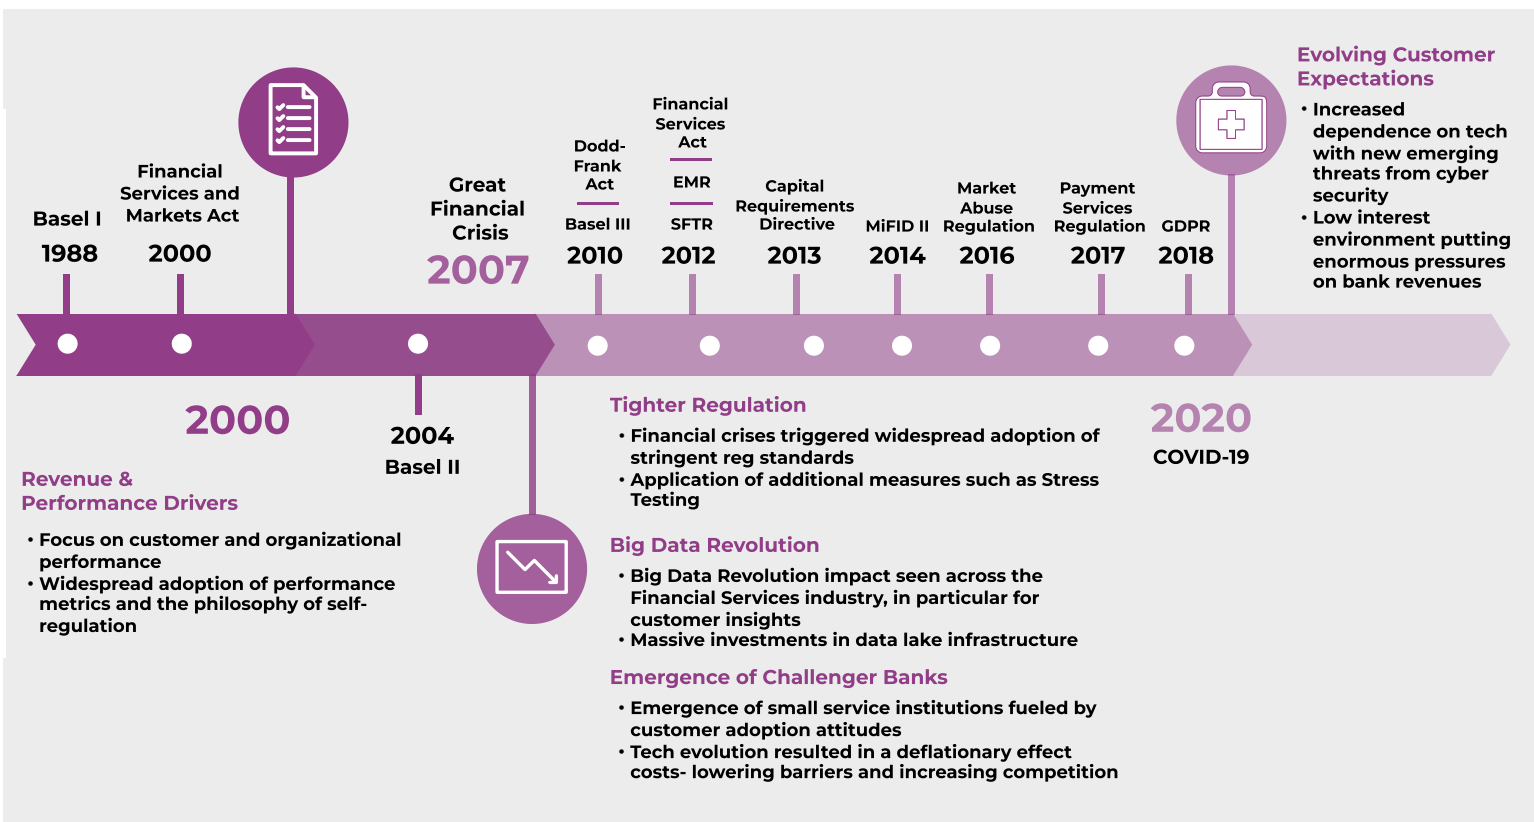 Basel I
1988
Financial
Services and
Markets Act
2000
2000
Revenue &
Performance Drivers
• Focus on customer and organizational
performance
• Widespread adoption of performance
metrics and the philosophy of self-
regulation
2004
Basel II
Great
Financial
Crisis
2007
Dodd-
Frank
Act
Basel III
2010
Financial
Services
Act
EMR
SFTR
2012
Capital
Requirements
Directive
2013
MiFID II
2014
Market
Abuse
Regulation
2016
Payment
Services
Regulation
2017
GDPR
2018
Tighter Regulation
• Financial crises triggered widespread adoption of
stringent reg standards
• Application of additional measures such as Stress
Testing
Big Data Revolution
• Big Data Revolution impact seen across the
Financial Services industry, in particular for
customer insights
• Massive investments in data lake infrastructure
Emergence of Challenger Banks
• Emergence of small service institutions fueled by
customer adoption attitudes
• Tech evolution resulted in a deflationary effect
costs- lowering barriers and increasing competition
2020
COVID-19
Evolving Customer
Expectations
• Increased
dependence on tech
with new emerging
threats from cyber
security
• Low interest
environment putting
enormous pressures
on bank revenues